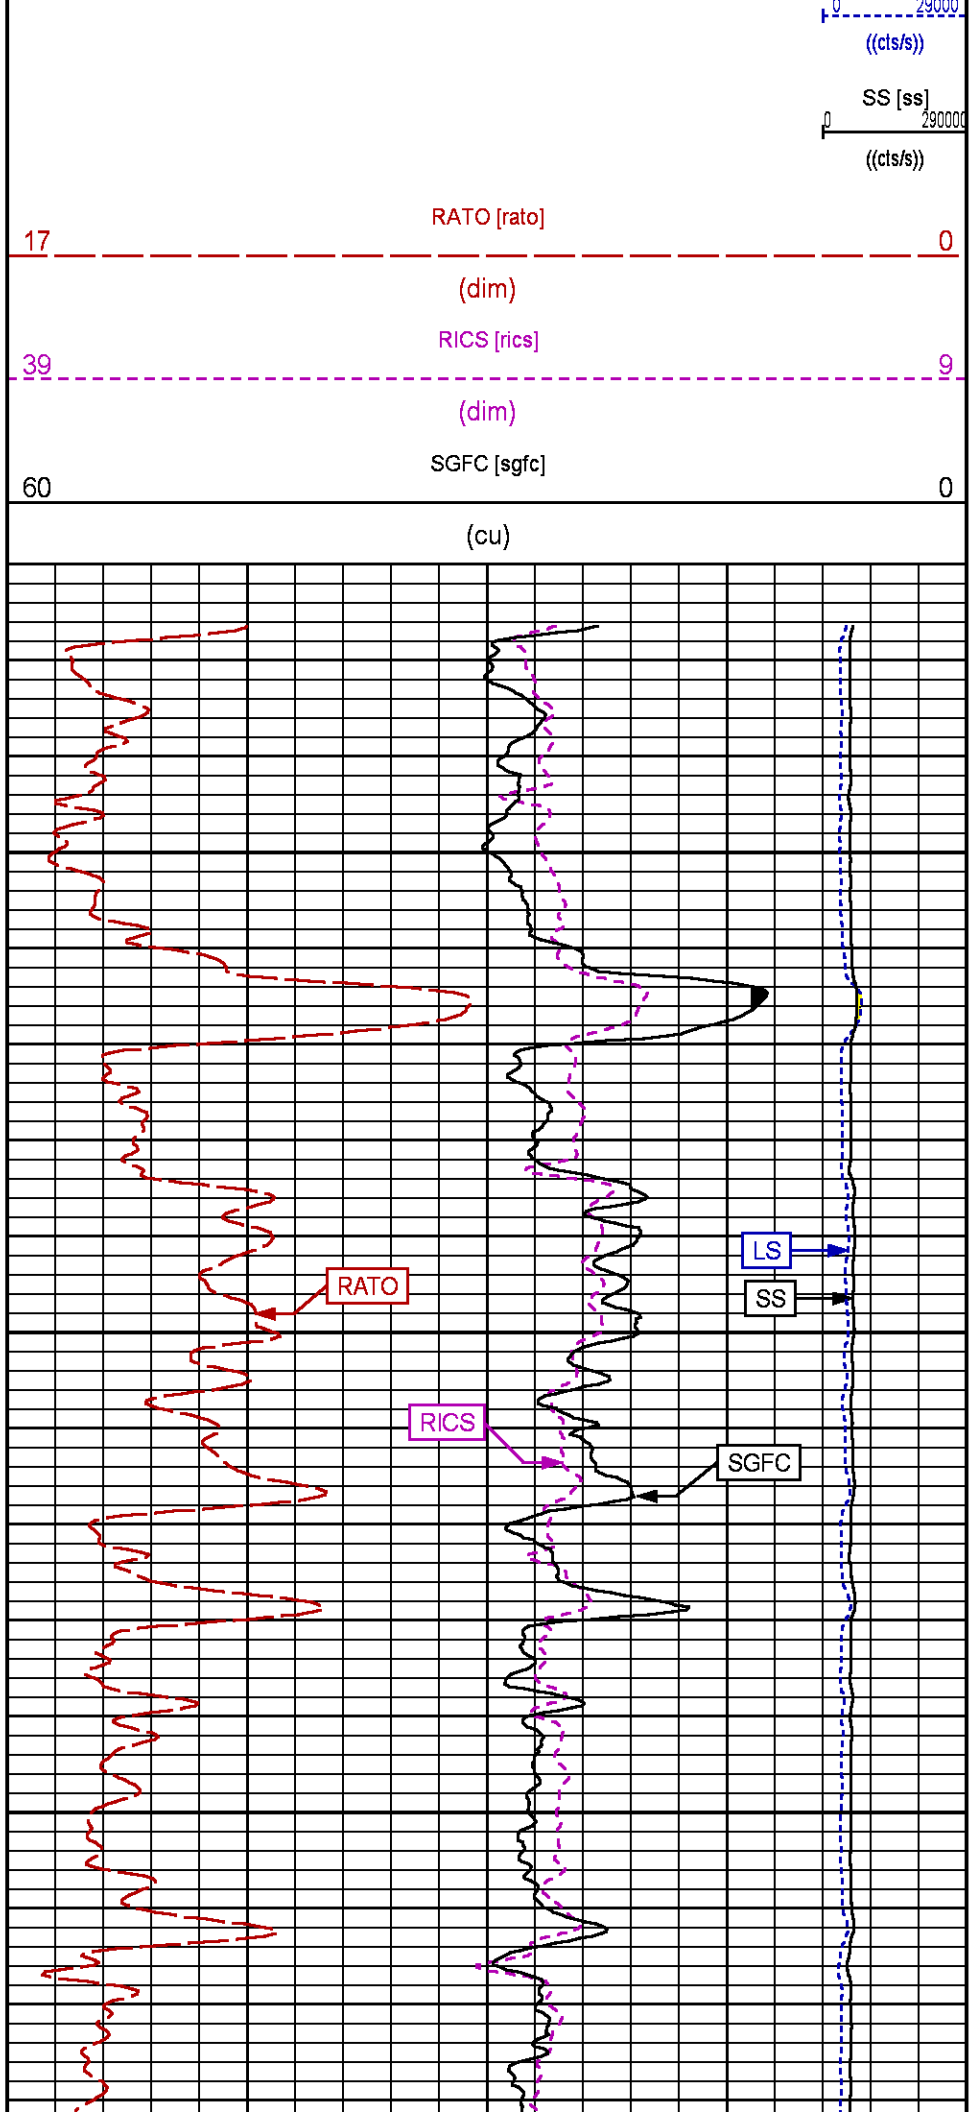 0 29000
((cts/s))
SS [ss]
0 290000
((cts/s))
RATO [rato]
17 0
(dim)
RICS [rics]
39 9
(dim)
SGFC [sgfc]
60 0
(cu)
LS
RATO
SS
RICS
SGFC